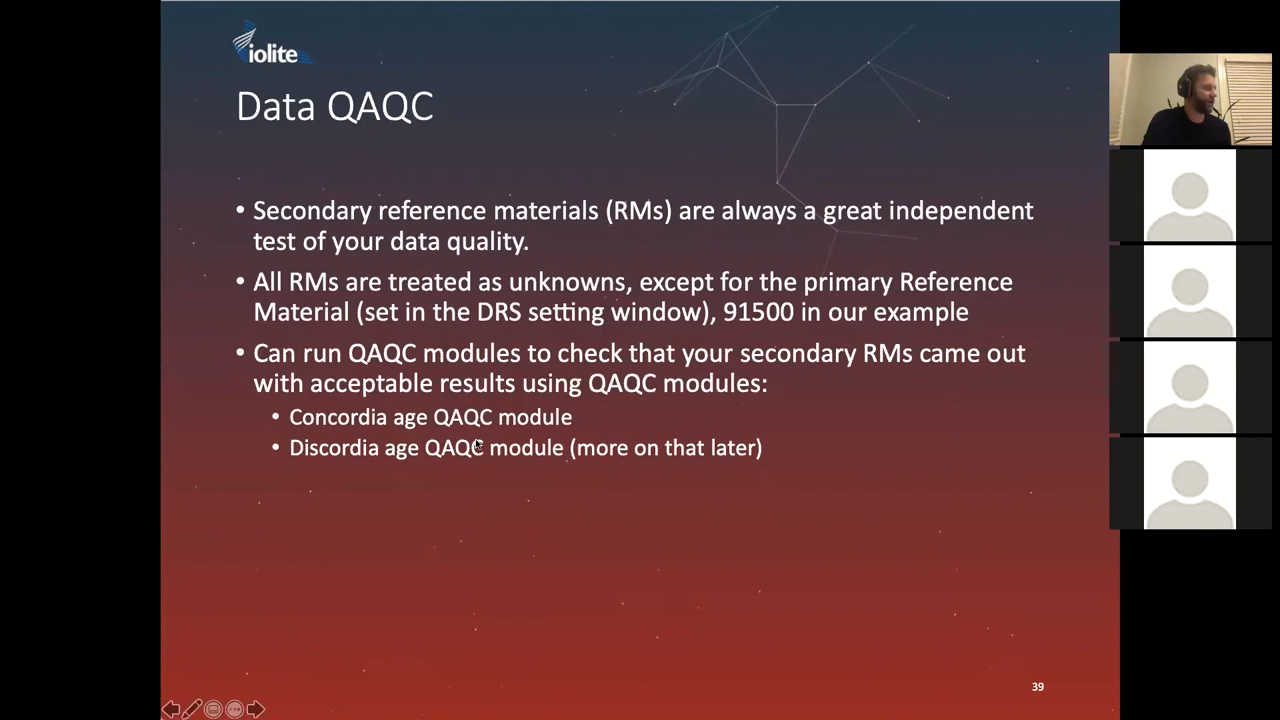 iolite
Data QAQC
• Secondary reference materials (RMs) are always a great independent
test of your data quality.
• All RMs are treated as unknowns, except for the primary Reference
Material (set in the DRS setting window), 91500 in our example
• Can run QAQC modules to check that your secondary RMs came out
with acceptable results using QAQC modules:
• Concordia age QAQC module
• Discordia age QAQC module (more on that later)
39